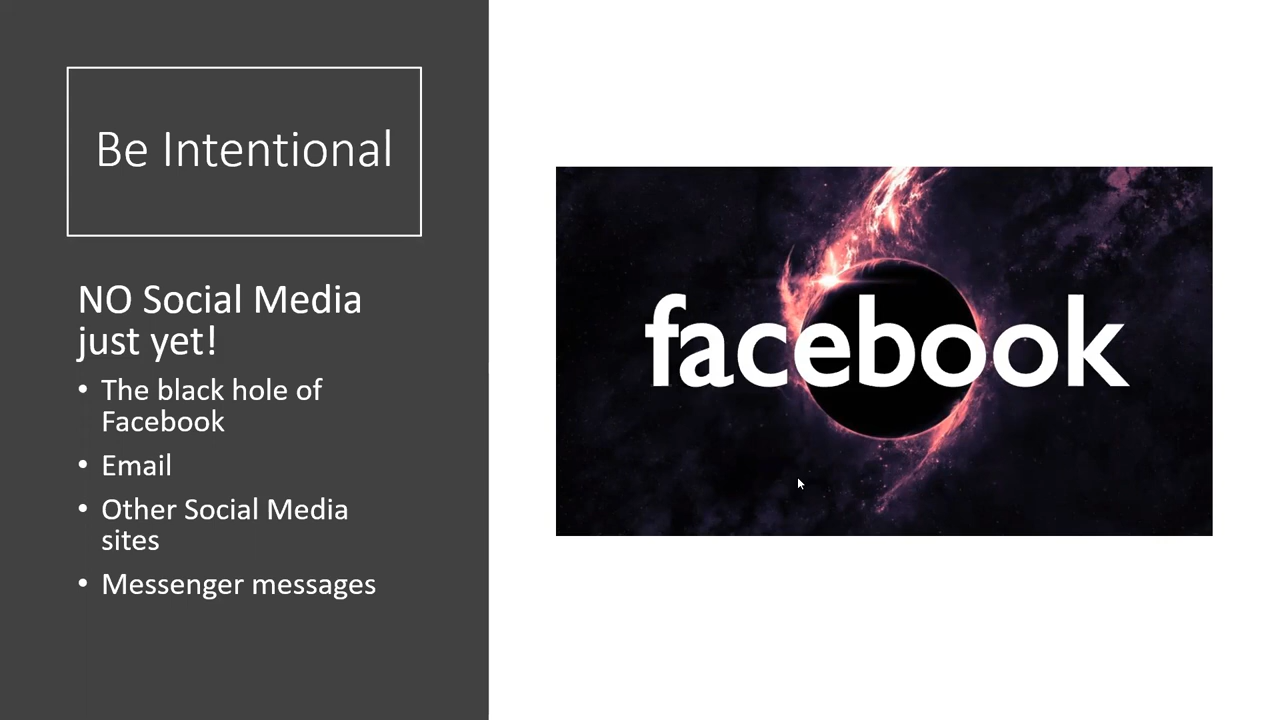 Be Intentional
NO Social Media
just yet!
• The black hole of
Facebook
• Email
• Other Social Media
sites
• Messenger messages
facebook